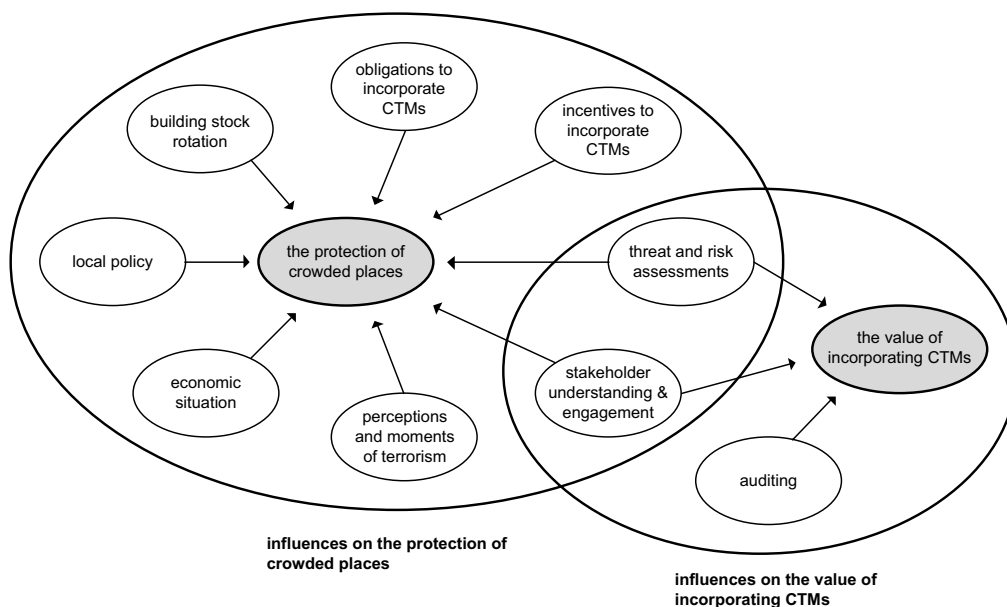 obligations to
incorporate
CTMs
incentives to
incorporate
CTMs
building stock
rotation
the protection of
crowded places
threat and risk
assessments
local policy
the value of
incorporating CTMs
stakeholder
understanding &
engagement
economic
situation
perceptions
and moments
of terrorism
auditing
influences on the protection of
crowded places
influences on the value of
incorporating CTMs